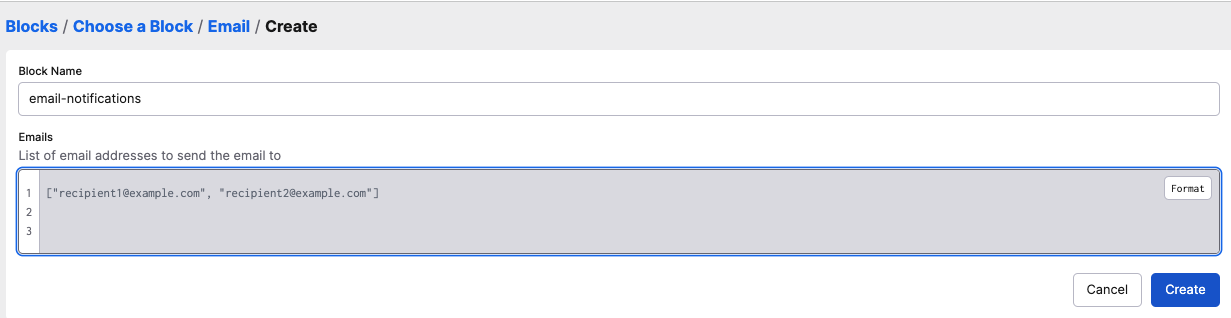 Blocks / Choose a Block / Email / Create
Block Name
email-notifications
Emails
List of email addresses to send the email to
1 ["recipient1@example.com", "recipient2@example.com"]
Format
2
3
Cancel
Create